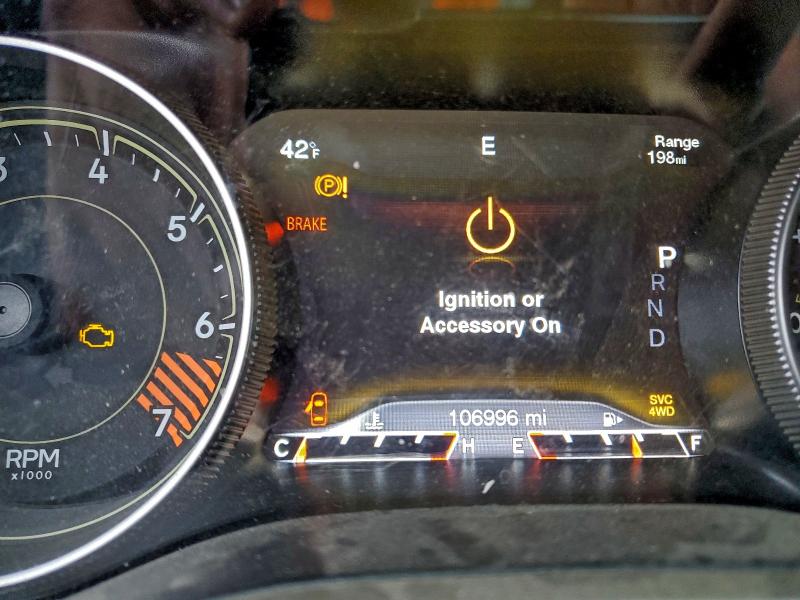 42°F
E
Range
198mi
(P)!
BRAKE
Ignition or
Accessory On
P
R
N
D
3
4
5
6
7
RPM
x1000
106996 mi
SVC
4WD
C
H
E
F